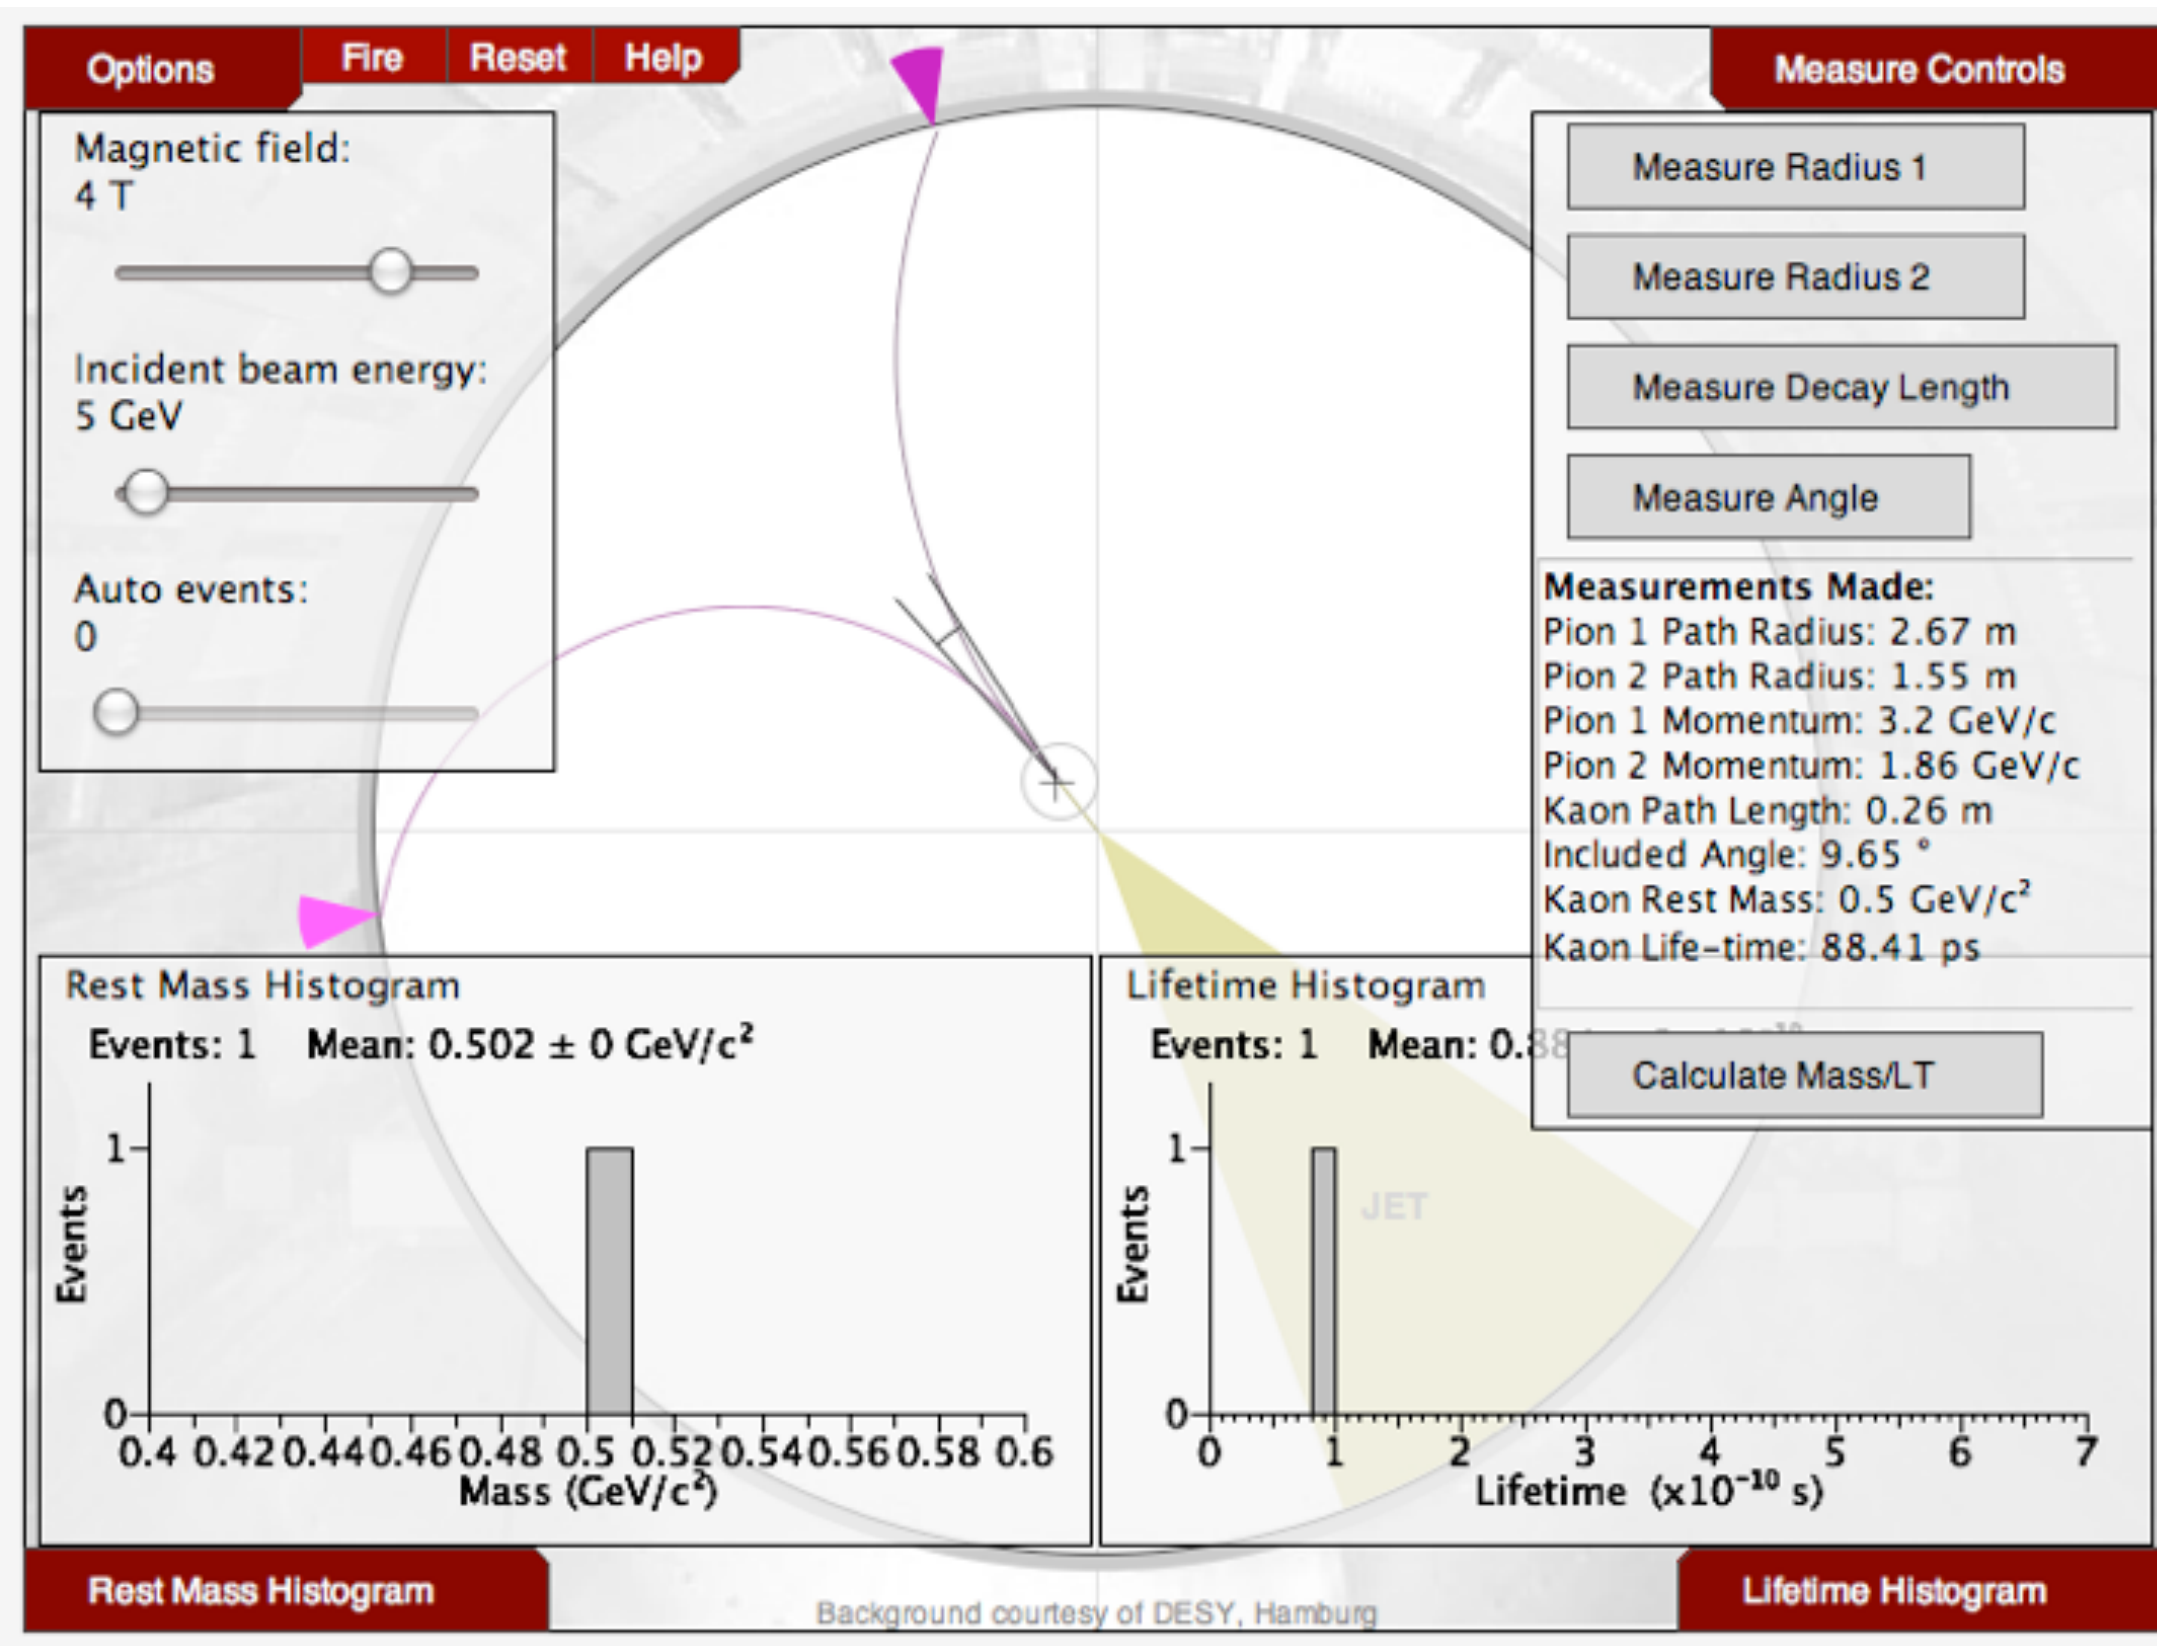 Options
Fire
Reset
Help
Measure Controls
Magnetic field:
4 T
Incident beam energy:
5 GeV
Auto events:
0
Measure Radius 1
Measure Radius 2
Measure Decay Length
Measure Angle
Measurements Made:
Pion 1 Path Radius: 2.67 m
Pion 2 Path Radius: 1.55 m
Pion 1 Momentum: 3.2 GeV/c
Pion 2 Momentum: 1.86 GeV/c
Kaon Path Length: 0.26 m
Included Angle: 9.65 °
Kaon Rest Mass: 0.5 GeV/c²
Kaon Life-time: 88.41 ps
Calculate Mass/LT
Rest Mass Histogram
Events: 1 Mean: 0.502 ± 0 GeV/c²
Events
1
0
0.4 0.42 0.44 0.46 0.48 0.5 0.52 0.54 0.56 0.58 0.6
Mass (GeV/c²)
Lifetime Histogram
Events: 1 Mean: 0.88
JET
Events
1
0
0 1 2 3 4 5 6 7
Lifetime (x10⁻¹⁰ s)
Rest Mass Histogram
Background courtesy of DESY, Hamburg
Lifetime Histogram